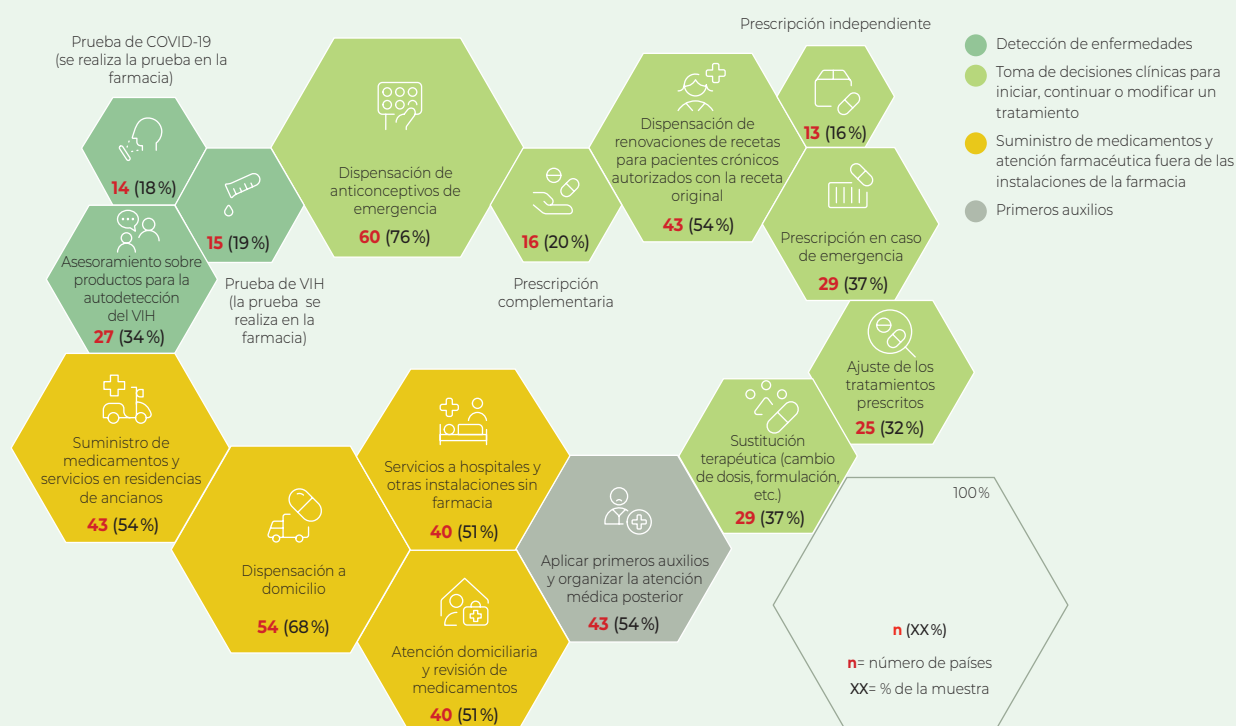 Prueba de COVID-19
(se realiza la prueba en la
farmacia)
14 (18%)
15 (19%)
Prueba de VIH
(la prueba se
realiza en la
farmacia)
Asesoramiento sobre
productos para la
autodetección
del VIH
27 (34%)
Dispensación de
anticonceptivos de
emergencia
60 (76%)
16 (20%)
Prescripción
complementaria
Dispensación de
renovaciones de recetas
para pacientes crónicos
autorizados con la receta
original
43 (54%)
Prescripción independiente
13 (16%)
Prescripción en caso
de emergencia
29 (37%)
Ajuste de los
tratamientos
prescritos
25 (32%)
Sustitución
terapéutica (cambio
de dosis, formulación,
etc.)
29 (37%)
Suministro de
medicamentos y
servicios en residencias
de ancianos
43 (54%)
Dispensación a
domicilio
54 (68%)
Servicios a hospitales y
otras instalaciones sin
farmacia
40 (51%)
Atención domiciliaria
y revisión de
medicamentos
40 (51%)
Aplicar primeros auxilios
y organizar la atención
médica posterior
43 (54%)
Detección de enfermedades
Toma de decisiones clínicas para
iniciar, continuar o modificar un
tratamiento
Suministro de medicamentos y
atención farmacéutica fuera de las
instalaciones de la farmacia
Primeros auxilios
100%
n (XX%)
n= número de países
XX= % de la muestra